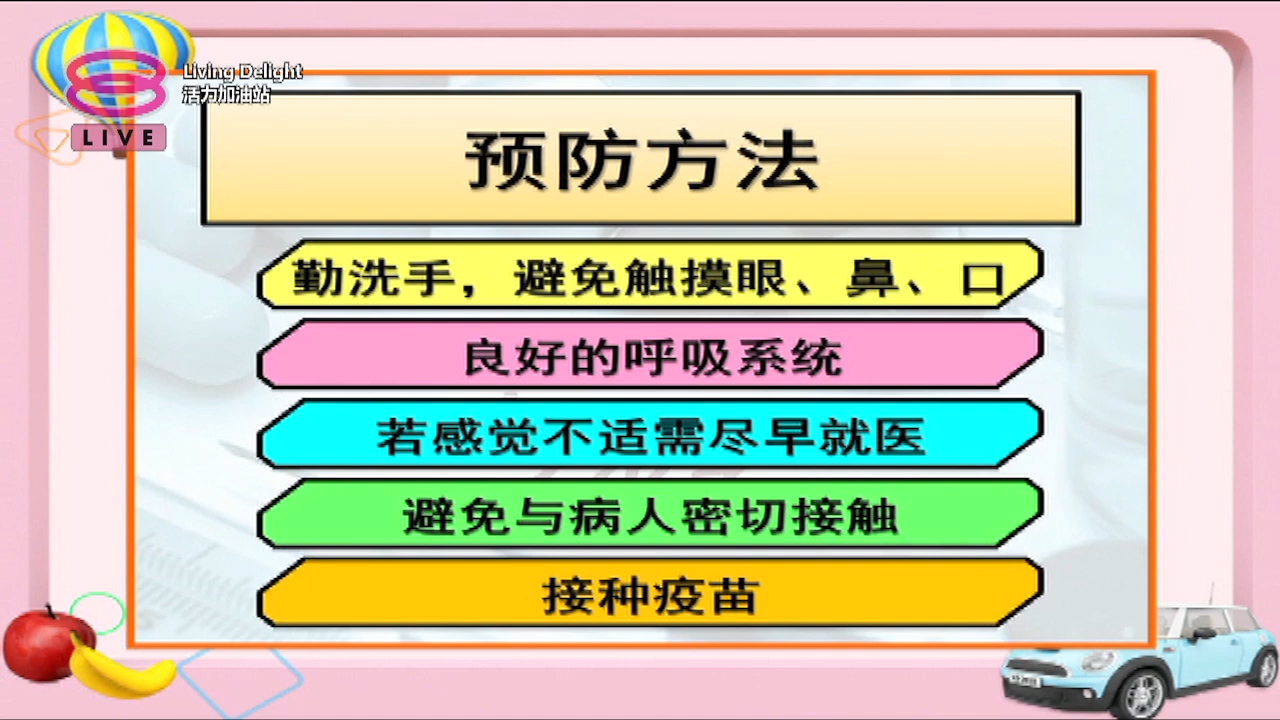 Living Delight
活力加油站
LIVE
预防方法
勤洗手，避免触摸眼、鼻、口
良好的呼吸系统
若感觉不适需尽早就医
避免与病人密切接触
接种疫苗